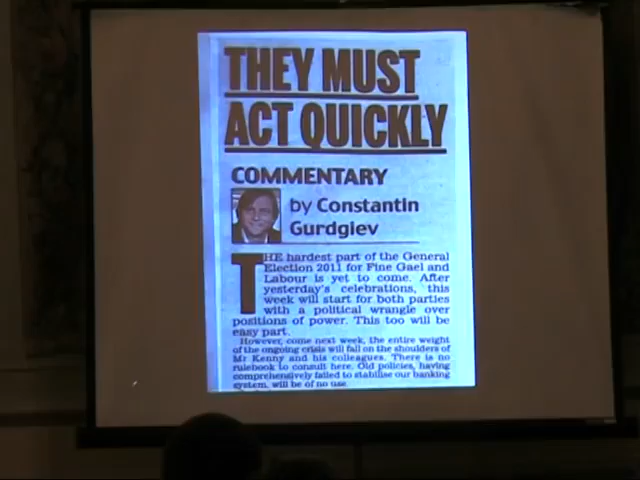 THEY MUST
ACT QUICKLY
COMMENTARY
by Constantin
Gurdgiev
THE hardest part of the General
Election 2011 for Fine Gael and
Labour is yet to come. After
yesterday's celebrations, this
week will start for both parties
with a political wrangle over
positions of power. This too will be
easy part.
However, come next week, the entire weight
of the ongoing crisis will fall on the shoulders of
Mr Kenny and his colleagues. There is no
rulebook to consult here. Old policies, having
comprehensively failed to stabilise our banking
system, will be of no use